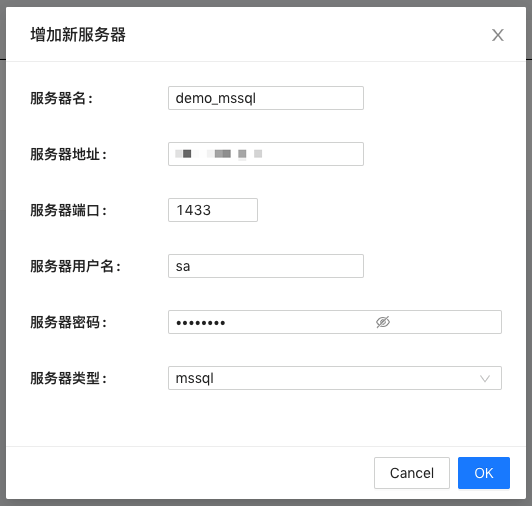 增加新服务器
服务器名：
demo_mssql
服务器地址：
服务器端口：
1433
服务器用户名：
sa
服务器密码：
••••••••
服务器类型：
mssql
Cancel
OK